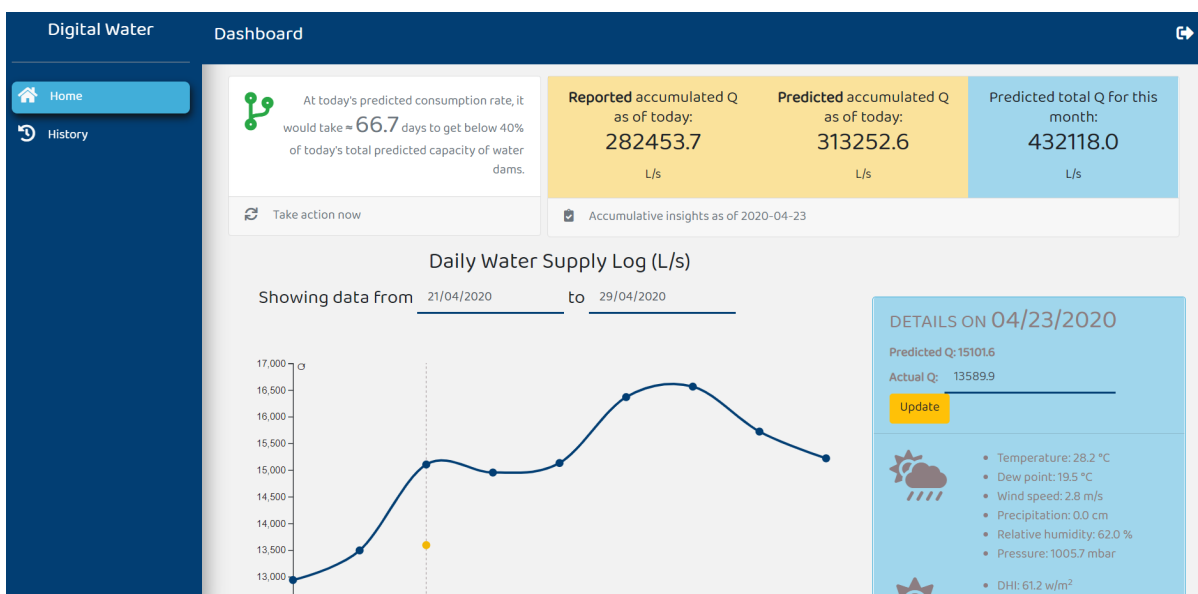 Digital Water
Dashboard
Home
History
At today's predicted consumption rate, it
would take ≈ 66.7 days to get below 40%
of today's total predicted capacity of water
dams.
Take action now
Reported accumulated Q
as of today:
282453.7
L/s
Predicted accumulated Q
as of today:
313252.6
L/s
Predicted total Q for this
month:
432118.0
L/s
Accumulative insights as of 2020-04-23
Daily Water Supply Log (L/s)
Showing data from 21/04/2020 to 29/04/2020
17,000
Q
16,500
16,000
15,500
15,000
14,500
14,000
13,500
13,000
DETAILS ON 04/23/2020
Predicted Q: 15101.6
Actual Q: 13589.9
Update
Temperature: 28.2 °C
Dew point: 19.5 °C
Wind speed: 2.8 m/s
Precipitation: 0.0 cm
Relative humidity: 62.0 %
Pressure: 1005.7 mbar
DHI: 61.2 w/m²